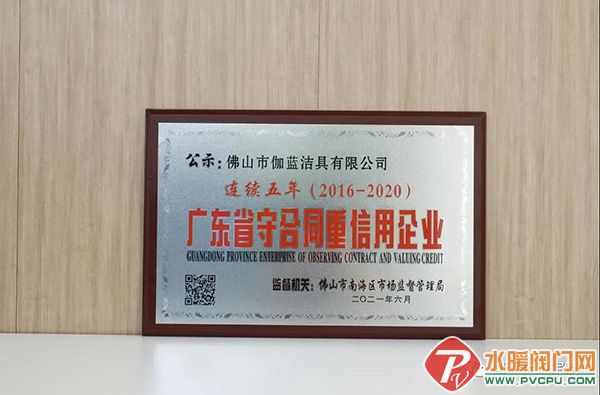 公示：佛山市伽蓝洁具有限公司
连续五年（2016-2020）
广东省守合同重信用企业
GUANGDONG PROVINCE ENTERPRISE OF OBSERVING CONTRACT AND VALUING CREDIT
监督机关：佛山市南海区市场监督管理局
二〇二一年六月
PV 水暖阀门网
WWW.PVCPU.COM